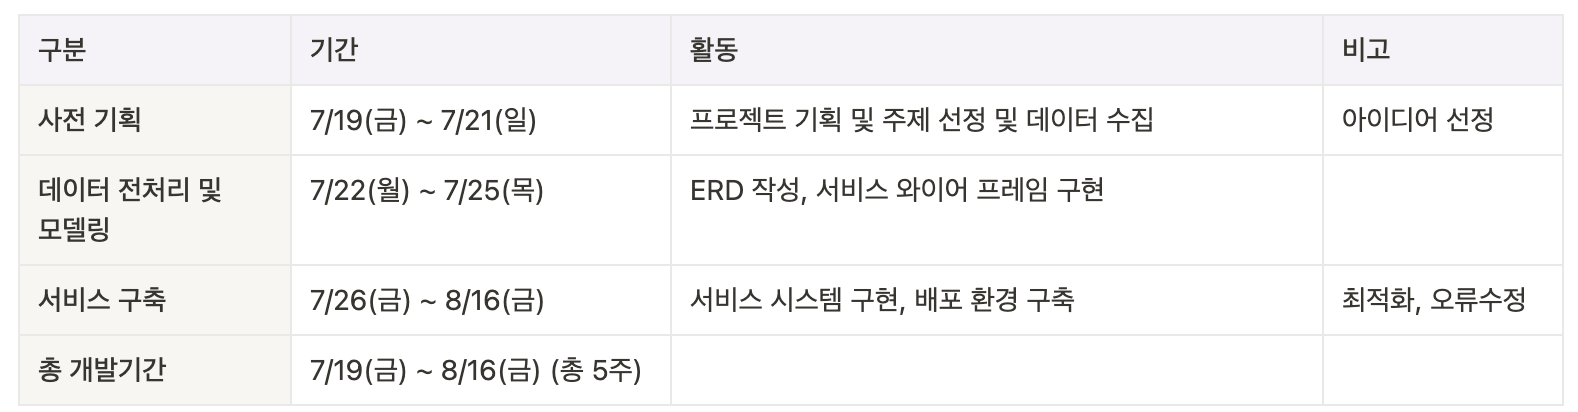 구분 기간 활동 비고
사전 기획 7/19(금) ~ 7/21(일) 프로젝트 기획 및 주제 선정 및 데이터 수집 아이디어 선정
데이터 전처리 및 7/22(월) ~ 7/25(목) ERD 작성, 서비스 와이어 프레임 구현
모델링
서비스 구축 7/26(금) ~ 8/16(금) 서비스 시스템 구현, 배포 환경 구축 최적화, 오류수정
총 개발기간 7/19(금) ~ 8/16(금) (총 5주)